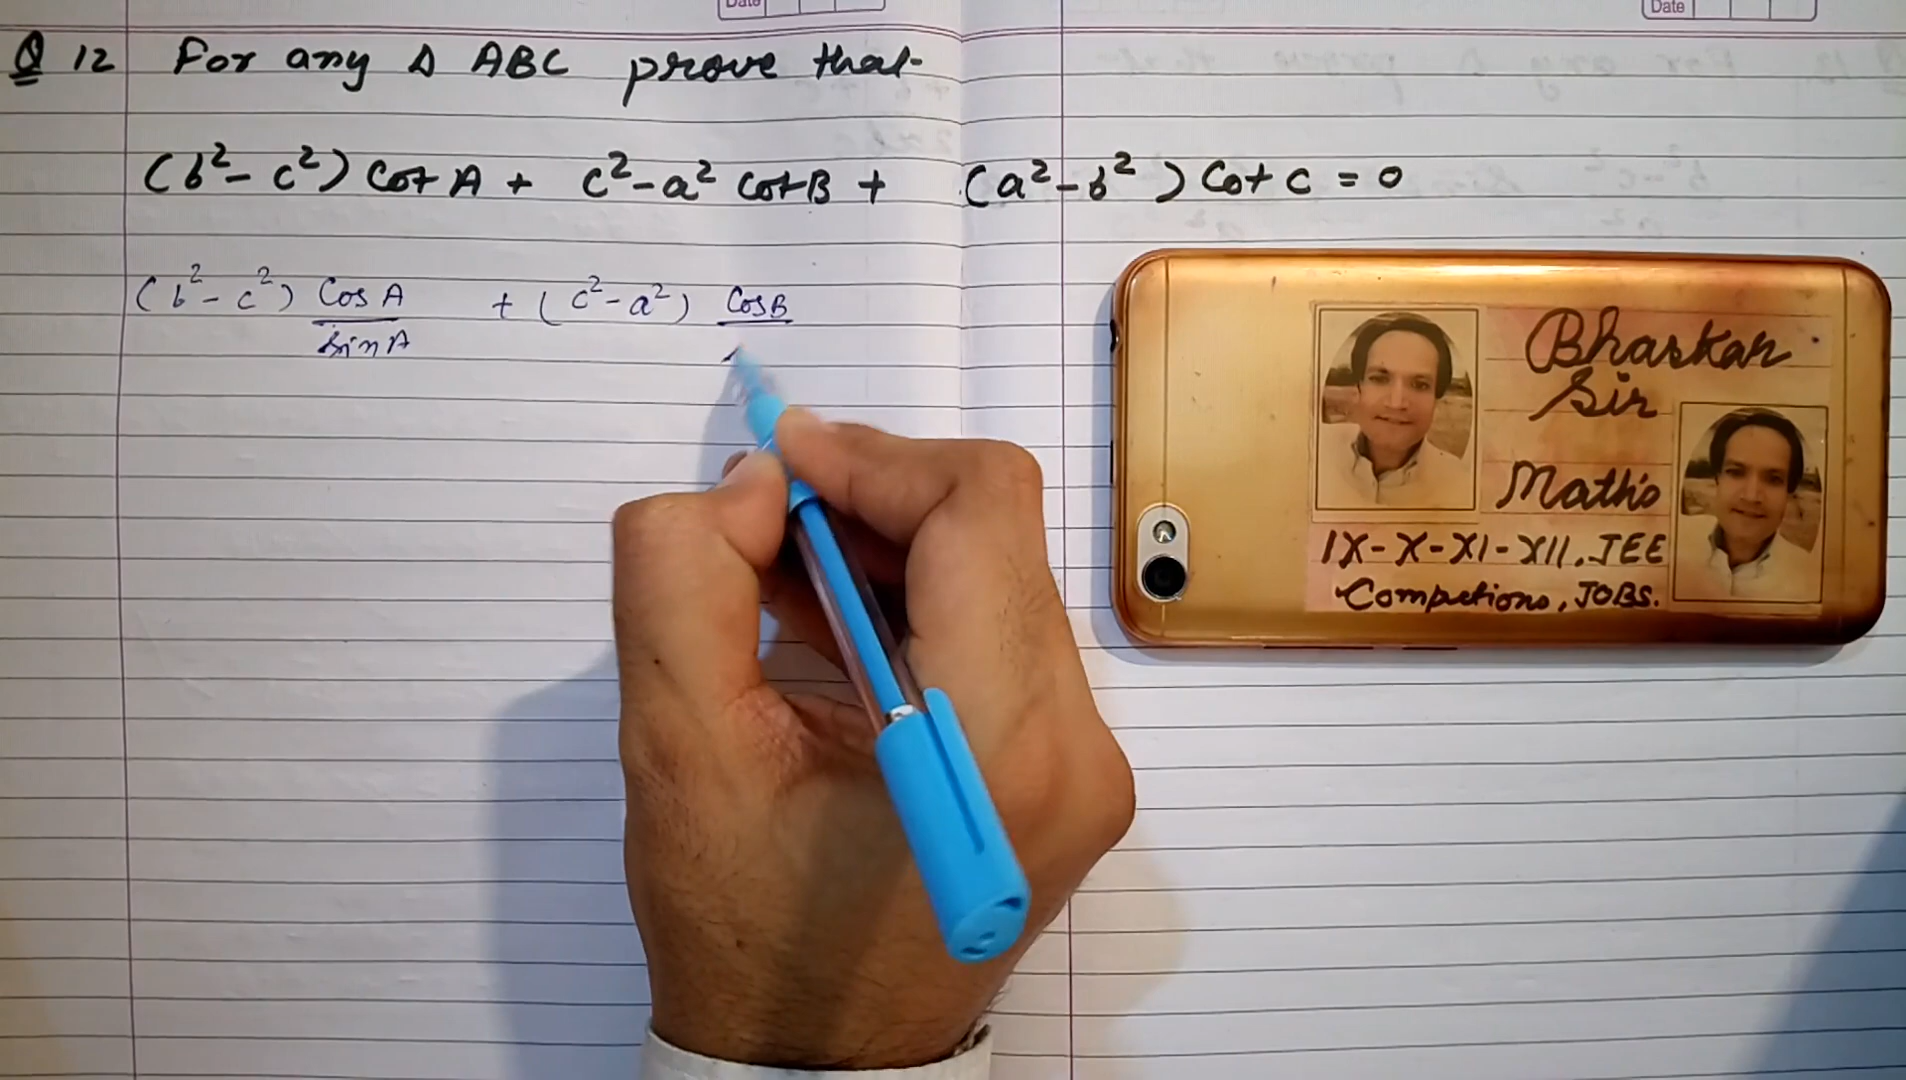 Date
Date
Q 12 For any Δ ABC prove that
(b²- c²) Cot A + c²-a² cot B + (a²-b²) Cot C = 0
(b²- c²) Cos A / Sin A + (c²-a²) Cos B
Bhaskar
Sir
Maths
IX-X-XI-XII, JEE
Competions, JOBS.